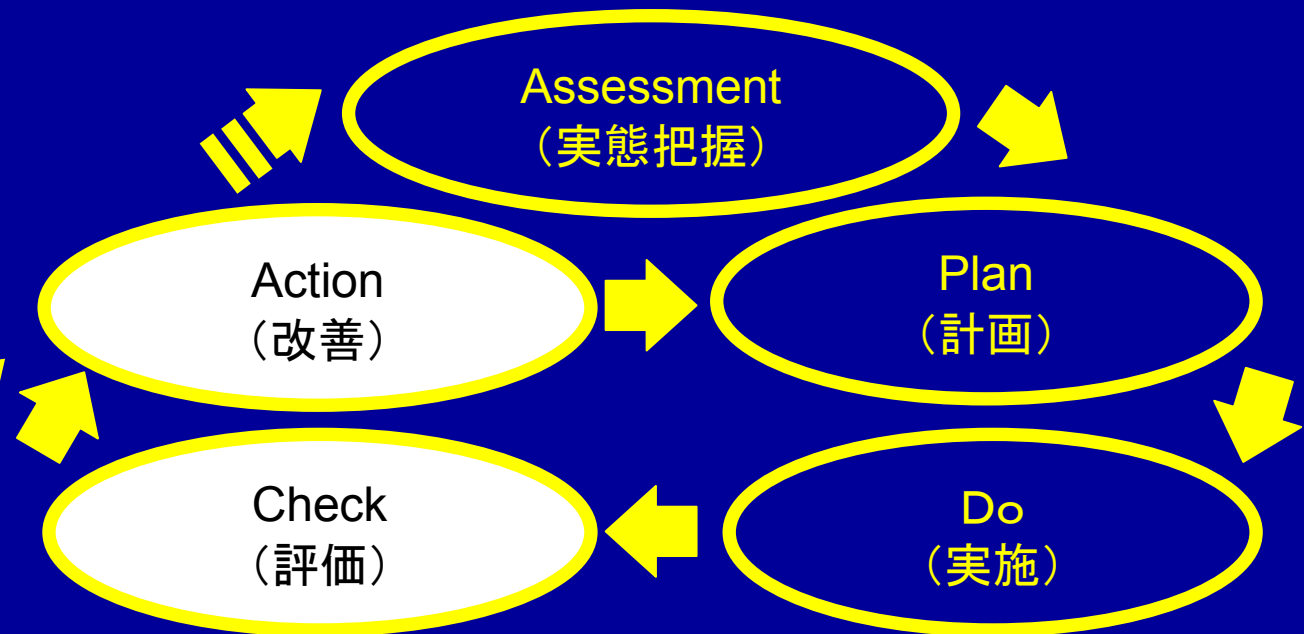 Assessment
（実態把握）
Action
（改善）
Plan
（計画）
Check
（評価）
Do
（実施）